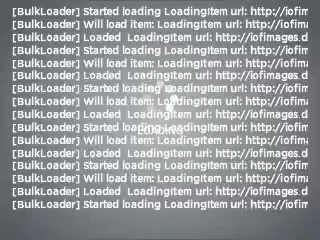 [BulkLoader] Started loading LoadingItem url: http://iofim
[BulkLoader] Will load item: LoadingItem url: http://iofima
[BulkLoader] Loaded  LoadingItem url: http://iofimages.d
[BulkLoader] Started loading LoadingItem url: http://iofim
[BulkLoader] Will load item: LoadingItem url: http://iofima
[BulkLoader] Loaded  LoadingItem url: http://iofimages.d
[BulkLoader] Started loading LoadingItem url: http://iofim
[BulkLoader] Will load item: LoadingItem url: http://iofima
[BulkLoader] Loaded  LoadingItem url: http://iofimages.d
[BulkLoader] Started loading LoadingItem url: http://iofim
LOADING
[BulkLoader] Will load item: LoadingItem url: http://iofima
[BulkLoader] Loaded  LoadingItem url: http://iofimages.d
[BulkLoader] Started loading LoadingItem url: http://iofim
[BulkLoader] Will load item: LoadingItem url: http://iofima
[BulkLoader] Loaded  LoadingItem url: http://iofimages.d
[BulkLoader] Started loading LoadingItem url: http://iofim